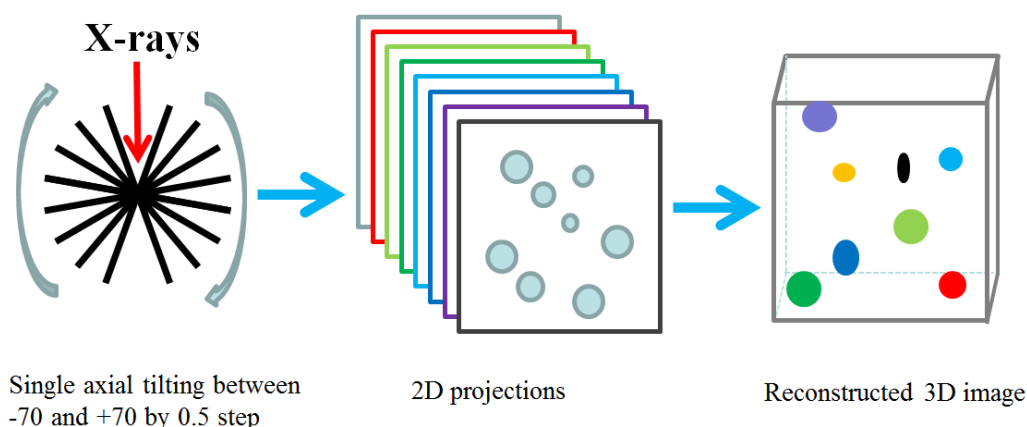 X-rays
Single axial tilting between
-70 and +70 by 0.5 step
2D projections
Reconstructed 3D image